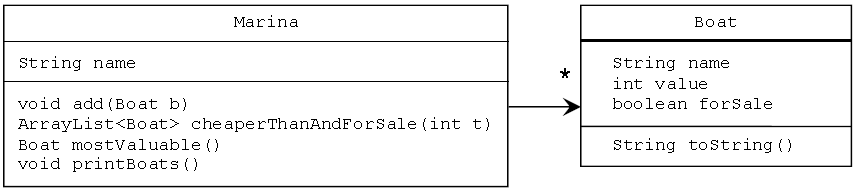 Marina
String name
void add(Boat b)
ArrayList<Boat> cheaperThanAndForSale(int t)
Boat mostValuable()
void printBoats()
*
Boat
String name
int value
boolean forSale
String toString()